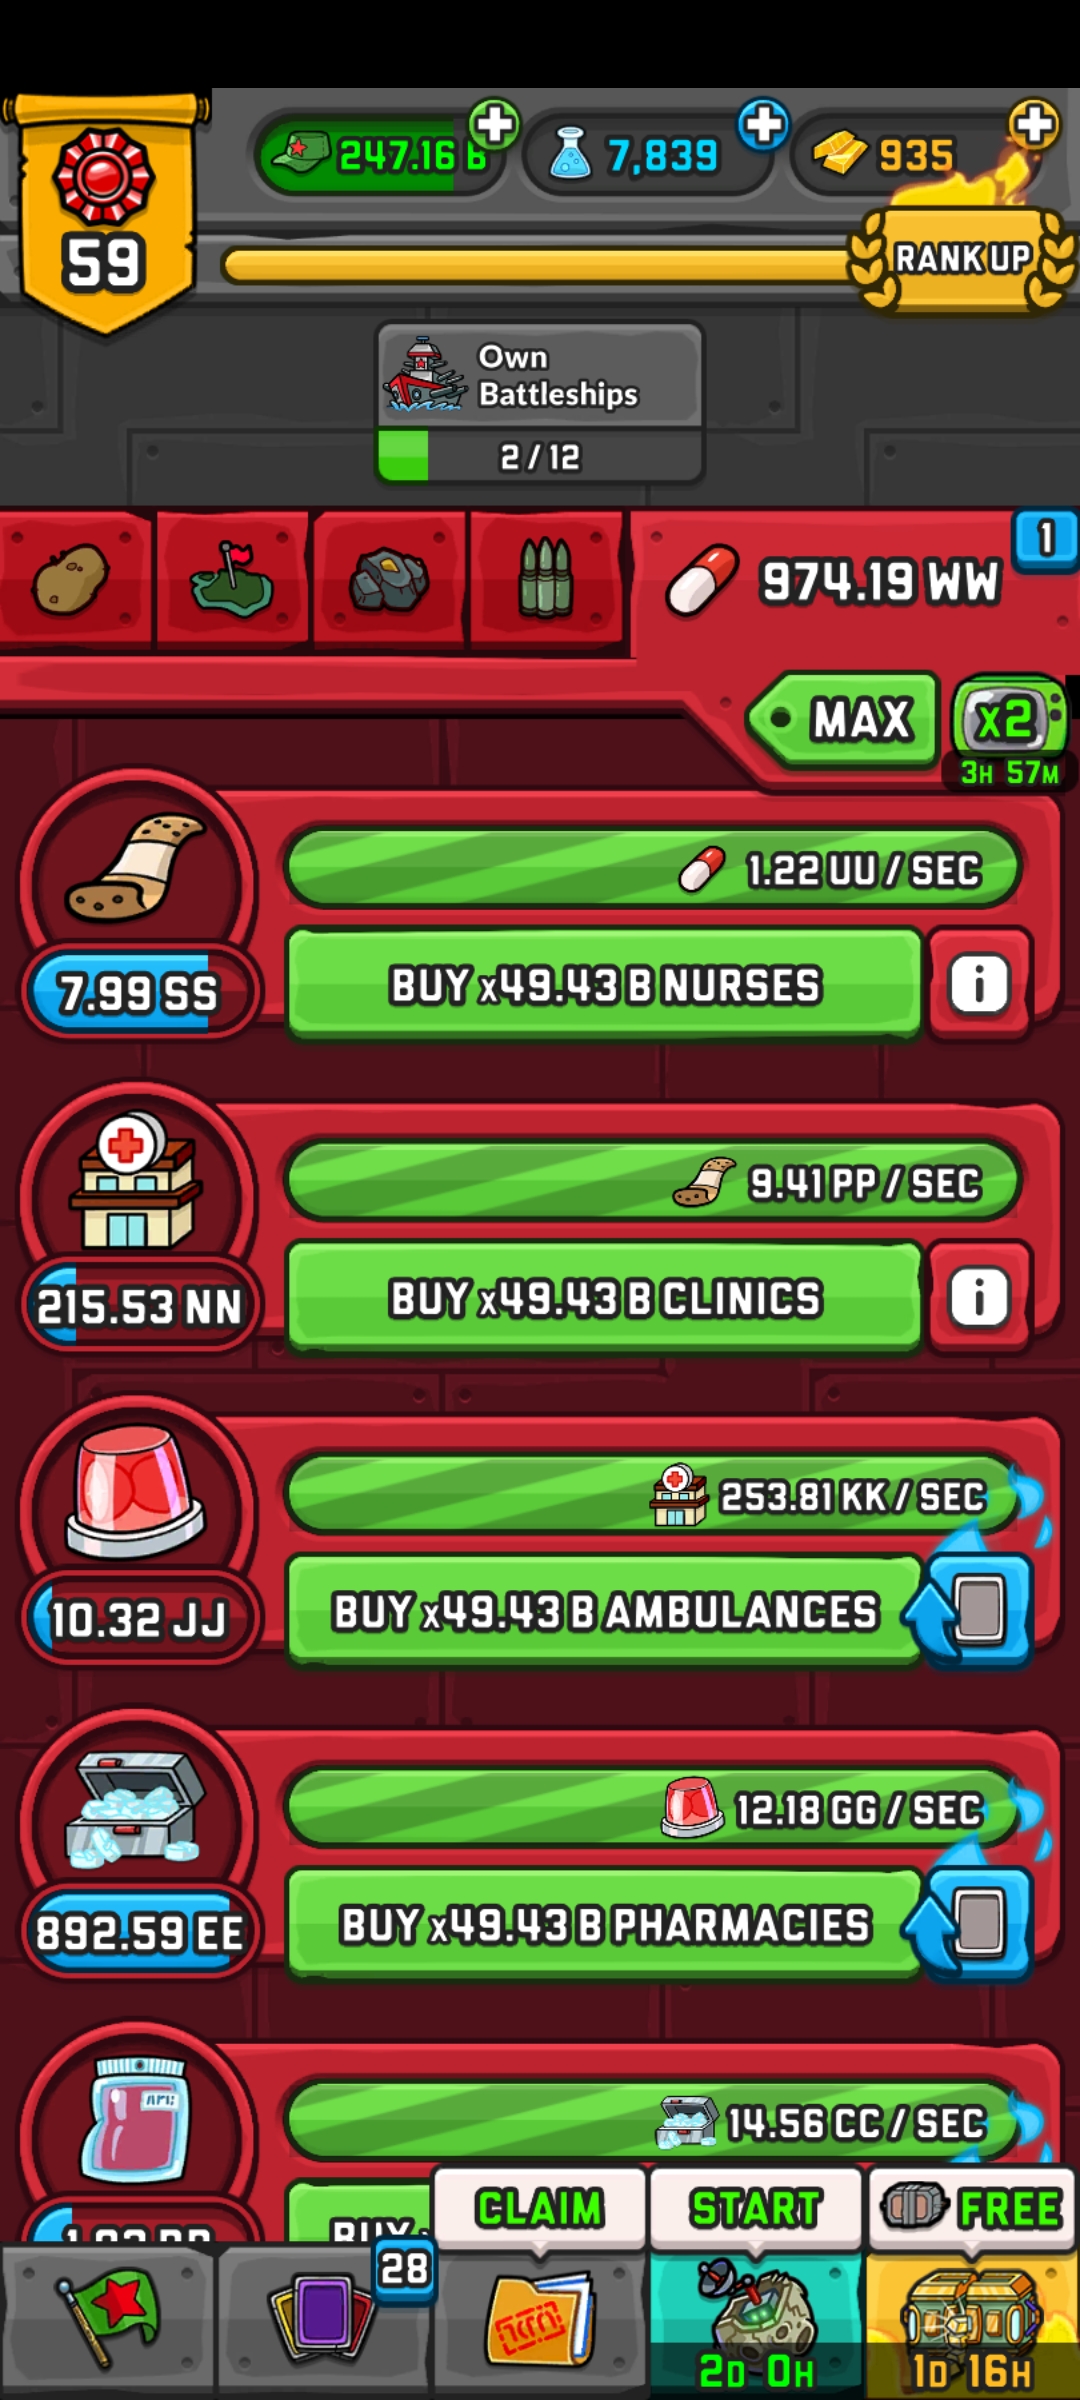 247.16 B
7,839
935
59
RANK UP
Own
Battleships
2 / 12
974.19 WW
1
MAX
x2
3H 57M
1.22 UU / SEC
7.99 SS
BUY x49.43 B NURSES
i
9.41 PP / SEC
215.53 NN
BUY x49.43 B CLINICS
i
253.81 KK / SEC
10.32 JJ
BUY x49.43 B AMBULANCES
12.18 GG / SEC
892.59 EE
BUY x49.43 B PHARMACIES
14.56 CC / SEC
BUY
CLAIM
START
FREE
28
2D 0H
1D 16H